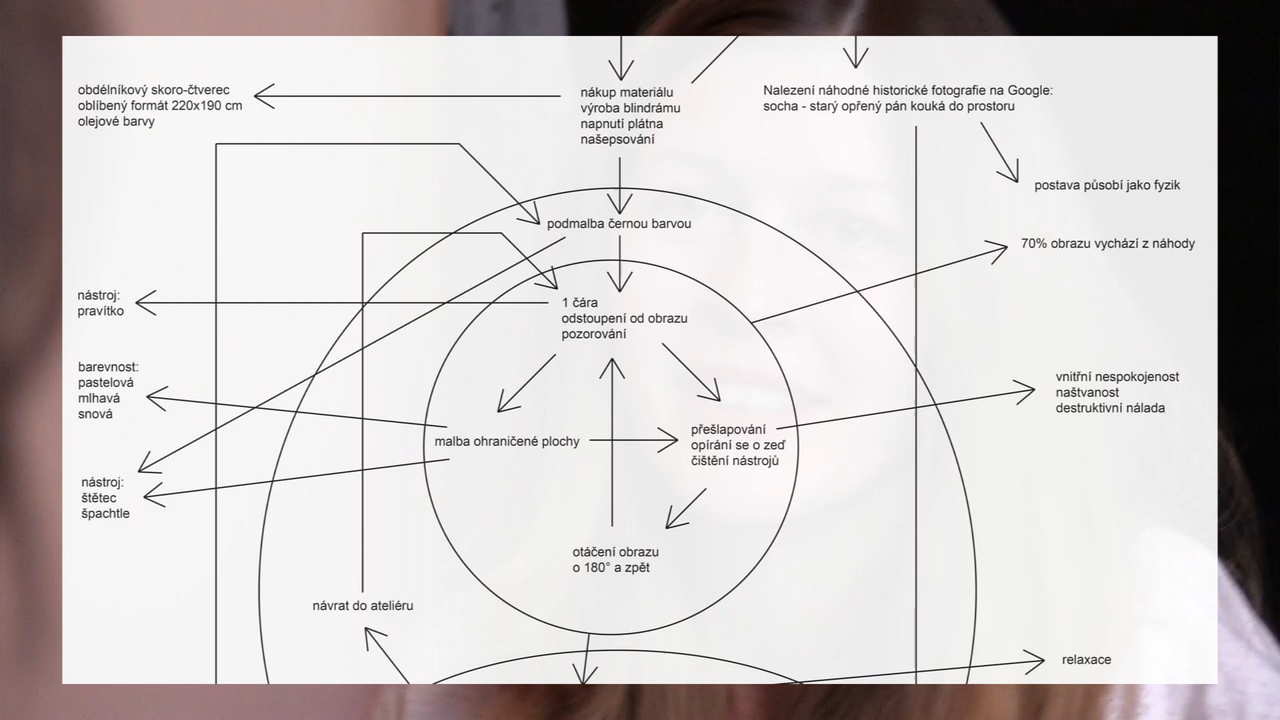 obdélníkový skoro-čtverec
oblíbený formát 220x190 cm
olejové barvy
nákup materiálu
výroba blindrámu
napnutí plátna
našepsování
Nalezení náhodné historické fotografie na Google:
socha - starý opřený pán kouká do prostoru
postava působí jako fyzik
podmalba černou barvou
70% obrazu vychází z náhody
nástroj:
pravítko
1 čára
odstoupení od obrazu
pozorování
barevnost:
pastelová
mlhavá
snová
vnitřní nespokojenost
naštvanost
destruktivní nálada
malba ohraničené plochy
přešlapování
opírání se o zeď
čištění nástrojů
nástroj:
štětec
špachtle
otáčení obrazu
o 180° a zpět
návrat do ateliéru
relaxace